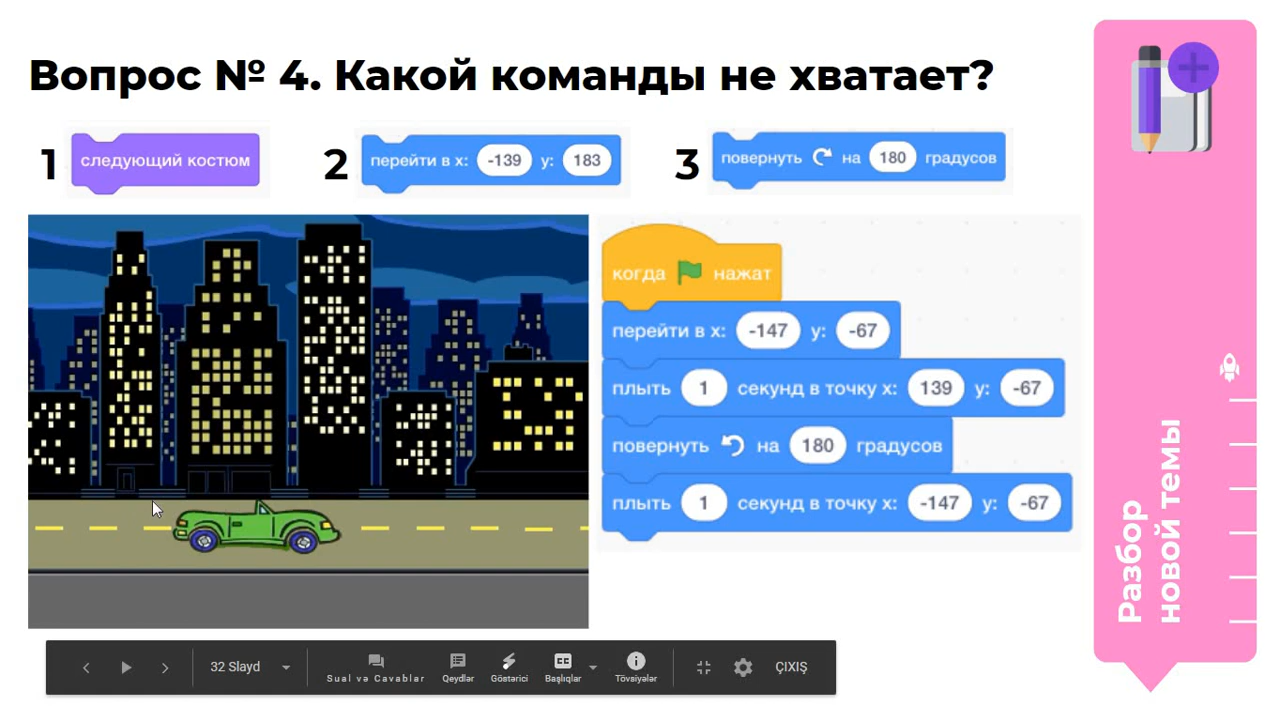 Вопрос № 4. Какой команды не хватает?
1 следующий костюм
2 перейти в x: -139 y: 183
3 повернуть на 180 градусов
когда нажат
перейти в x: -147 y: -67
плыть 1 секунд в точку x: 139 y: -67
повернуть на 180 градусов
плыть 1 секунд в точку x: -147 y: -67
Разбор
новой темы
32 Slayd
Sual və Cavablar
Qeydlər
Göstərici
CC
Başlıqlar
Tövsiyələr
ÇIXIŞ